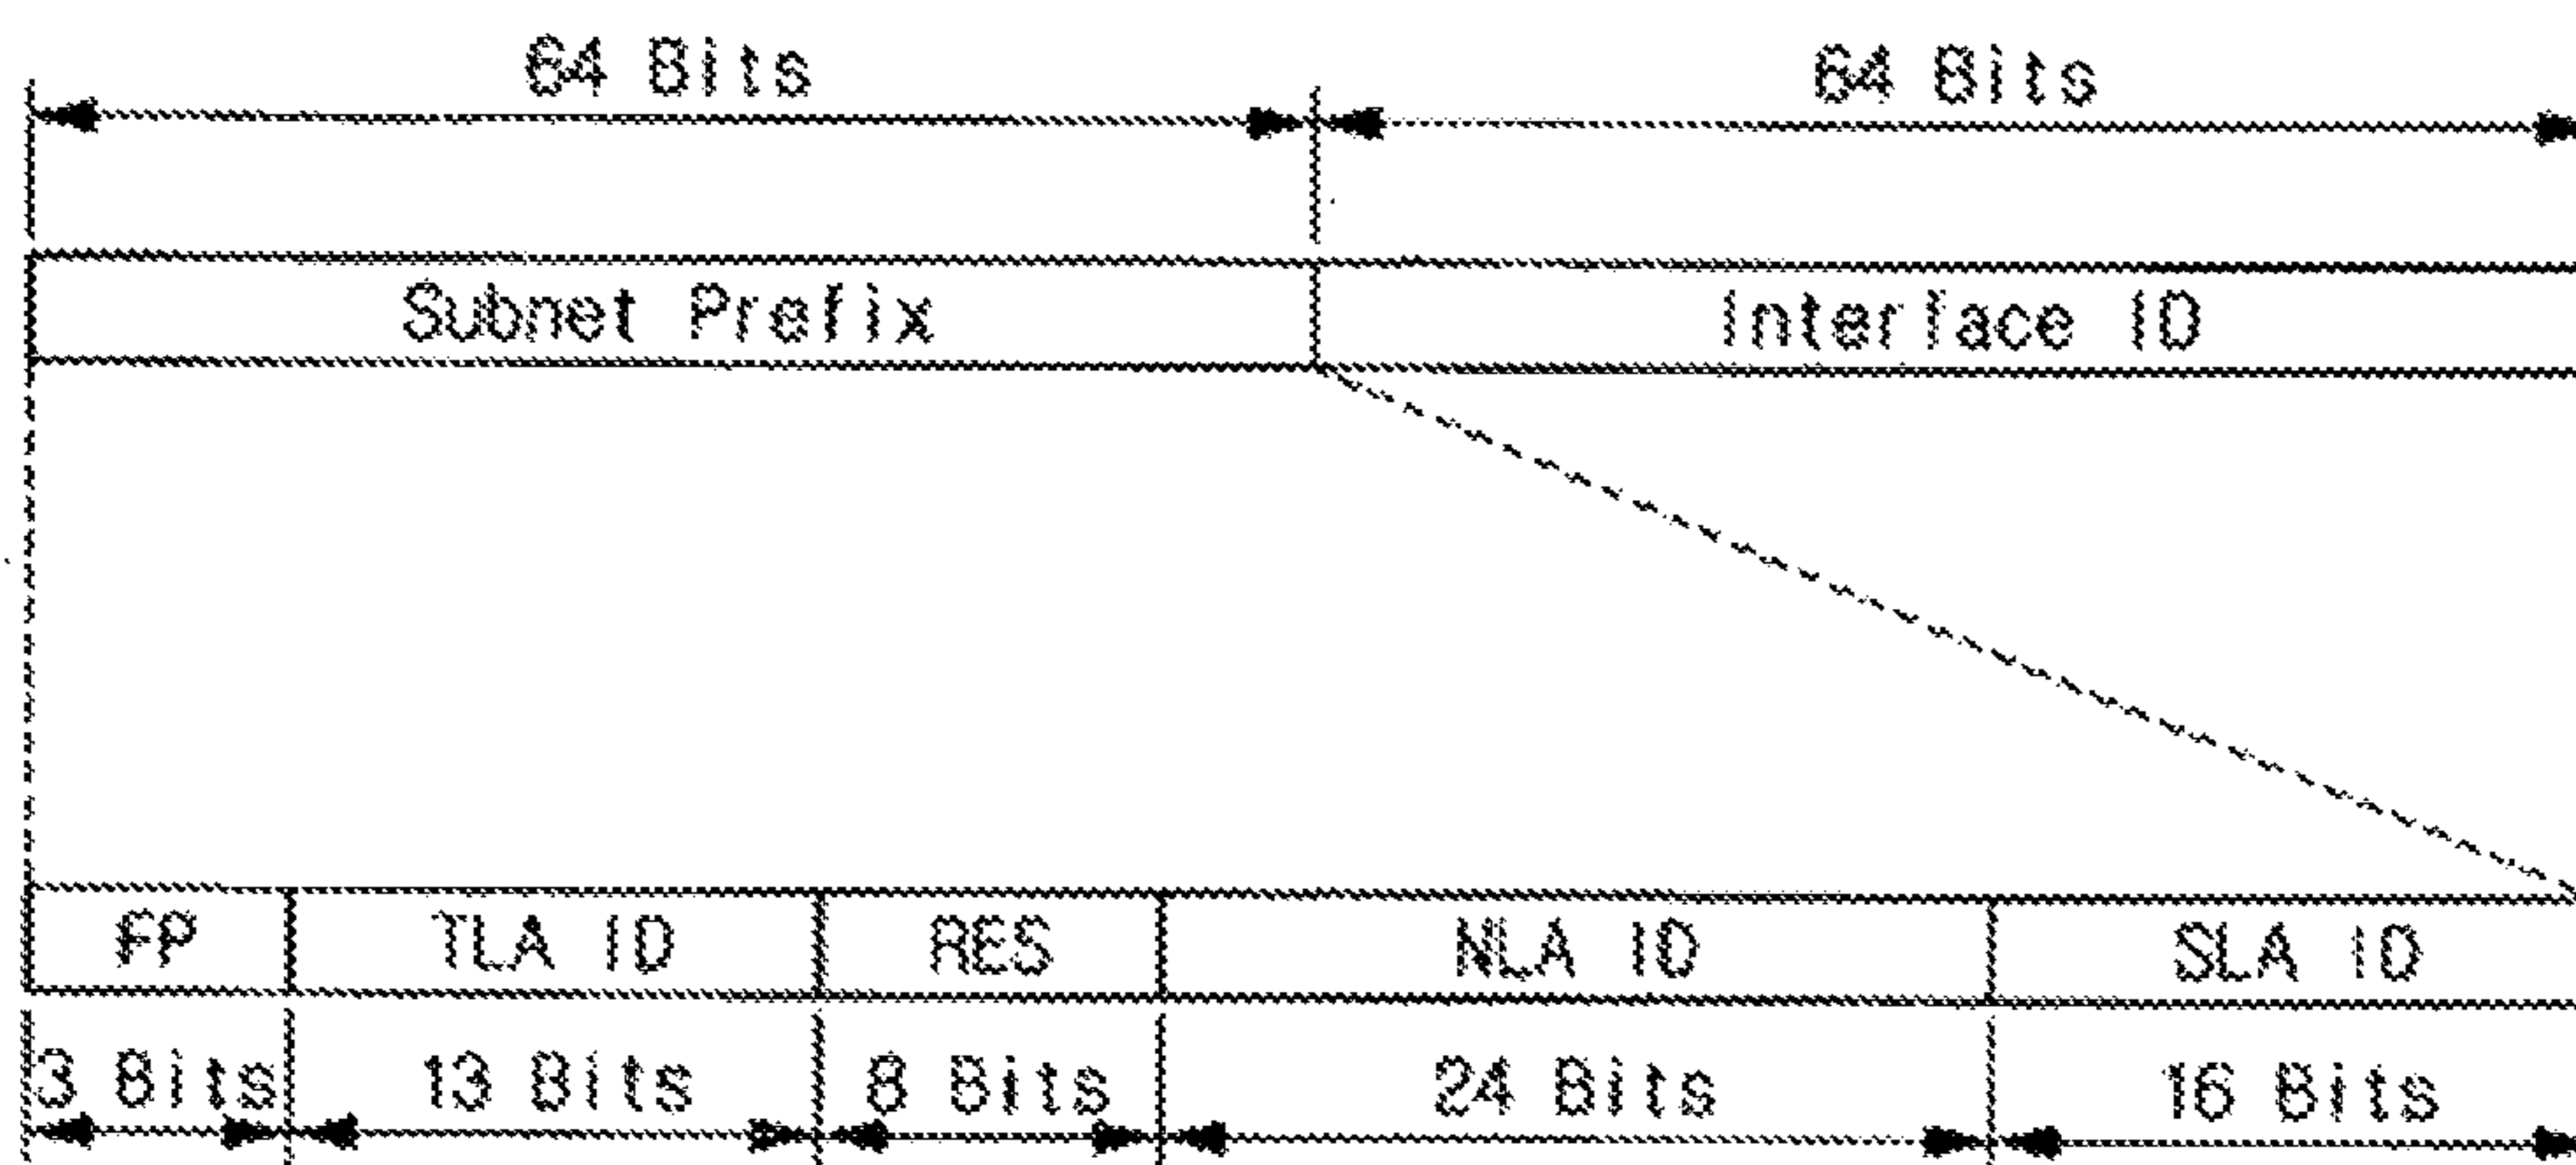 64 Bits 64 Bits
Subnet Prefix Interface ID
FP TLA ID RES NLA ID SLA ID
3 Bits 13 Bits 8 Bits 24 Bits 16 Bits